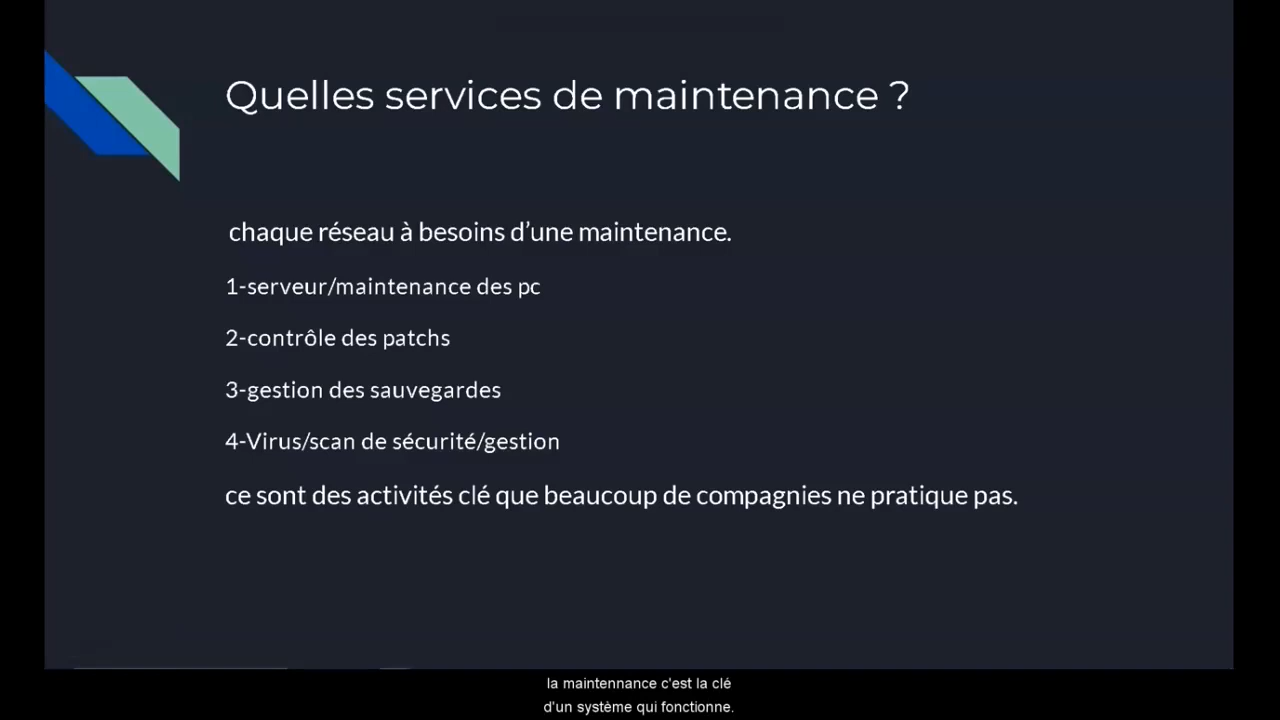 Quelles services de maintenance ?
chaque réseau à besoins d’une maintenance.
1-serveur/maintenance des pc
2-contrôle des patchs
3-gestion des sauvegardes
4-Virus/scan de sécurité/gestion
ce sont des activités clé que beaucoup de compagnies ne pratique pas.
la maintennance c'est la clé
d'un système qui fonctionne.